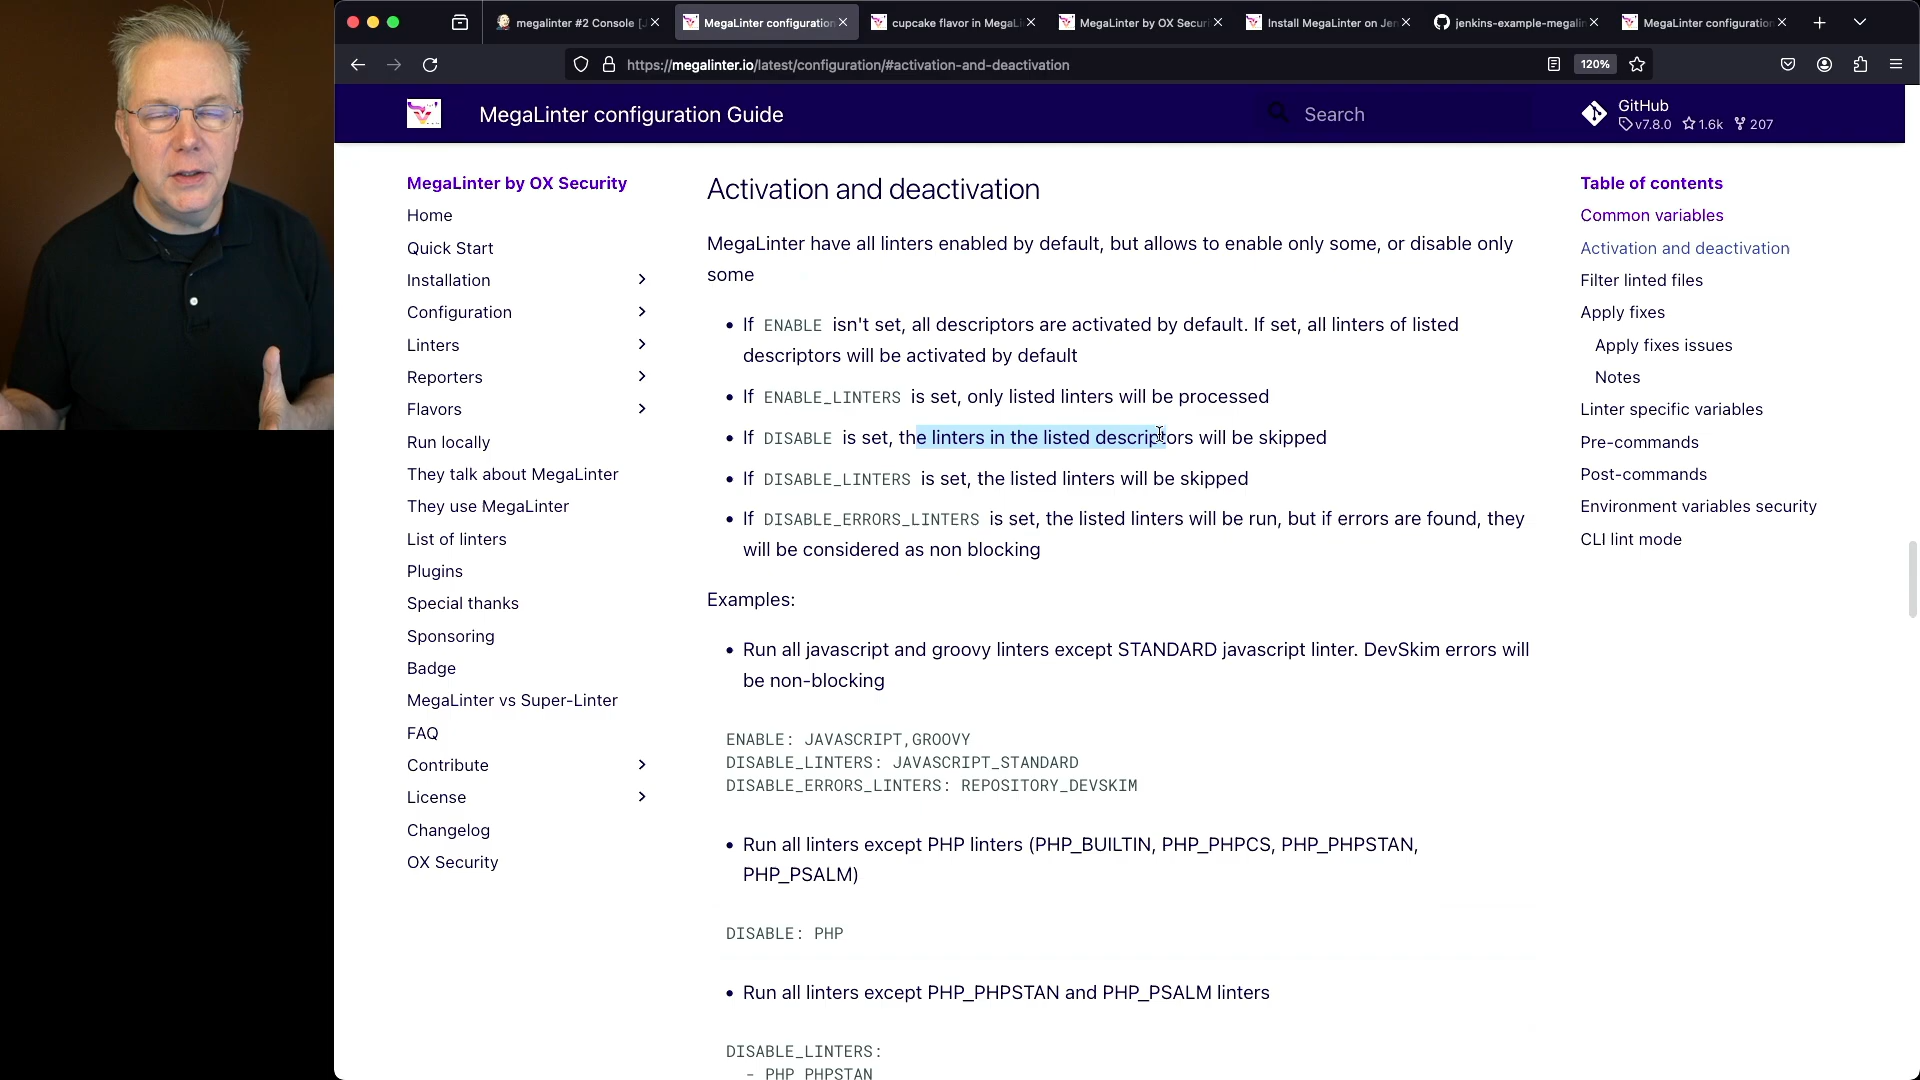 megalinter #2 Console [J
MegaLinter configuration
cupcake flavor in MegaLi
MegaLinter by OX Securi
Install MegaLinter on Jen
jenkins-example-megalin
MegaLinter configuration
https://megalinter.io/latest/configuration/#activation-and-deactivation
120%
MegaLinter configuration Guide
Search
GitHub
v7.8.0 1.6k 207
MegaLinter by OX Security
Home
Quick Start
Installation
Configuration
Linters
Reporters
Flavors
Run locally
They talk about MegaLinter
They use MegaLinter
List of linters
Plugins
Special thanks
Sponsoring
Badge
MegaLinter vs Super-Linter
FAQ
Contribute
License
Changelog
OX Security
Activation and deactivation
MegaLinter have all linters enabled by default, but allows to enable only some, or disable only
some
• If ENABLE isn't set, all descriptors are activated by default. If set, all linters of listed
descriptors will be activated by default
• If ENABLE_LINTERS is set, only listed linters will be processed
• If DISABLE is set, the linters in the listed descriptors will be skipped
• If DISABLE_LINTERS is set, the listed linters will be skipped
• If DISABLE_ERRORS_LINTERS is set, the listed linters will be run, but if errors are found, they
will be considered as non blocking
Examples:
• Run all javascript and groovy linters except STANDARD javascript linter. DevSkim errors will
be non-blocking
ENABLE: JAVASCRIPT,GROOVY
DISABLE_LINTERS: JAVASCRIPT_STANDARD
DISABLE_ERRORS_LINTERS: REPOSITORY_DEVSKIM
• Run all linters except PHP linters (PHP_BUILTIN, PHP_PHPCS, PHP_PHPSTAN,
PHP_PSALM)
DISABLE: PHP
• Run all linters except PHP_PHPSTAN and PHP_PSALM linters
DISABLE_LINTERS:
- PHP_PHPSTAN
Table of contents
Common variables
Activation and deactivation
Filter linted files
Apply fixes
Apply fixes issues
Notes
Linter specific variables
Pre-commands
Post-commands
Environment variables security
CLI lint mode